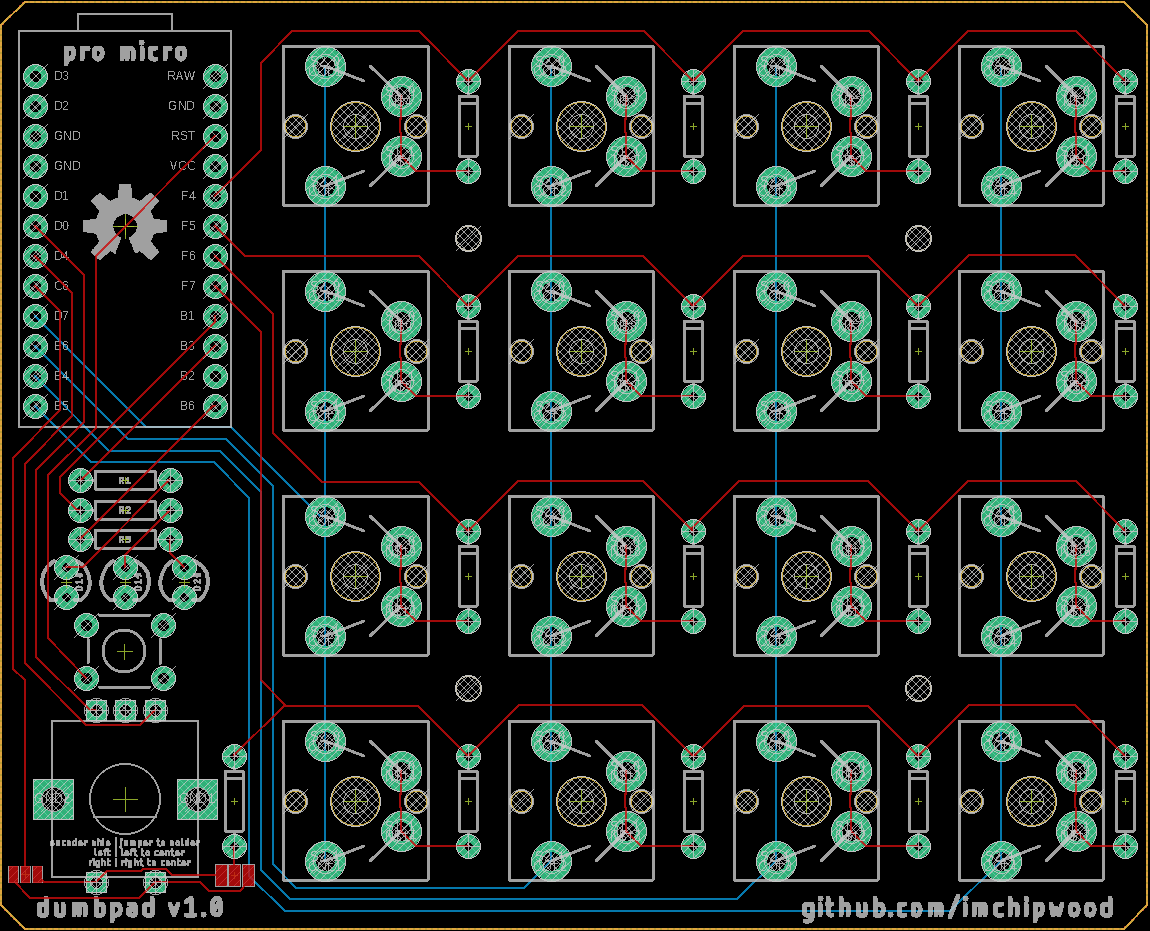 pro micro
D3 RAW
D2 GND
GND RST
GND VCC
D1 F4
D0 F5
D4 F6
C6 F7
D7 B1
E6 B3
B4 B2
B5 B6
R1
R2
R3
encoder side | jumper to solder
left | left to center
right | right to center
dumbpad v1.0
github.com/imchipwood